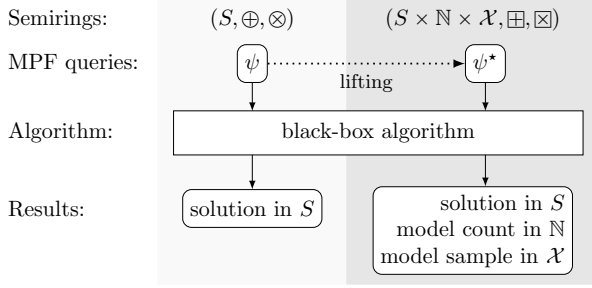 Semirings: (S, ⊕, ⊗) (S × ℕ × 𝒳, ⊞, ⊠)
MPF queries: ψ ψ*
lifting
Algorithm: black-box algorithm
Results: solution in S solution in S
model count in ℕ
model sample in 𝒳